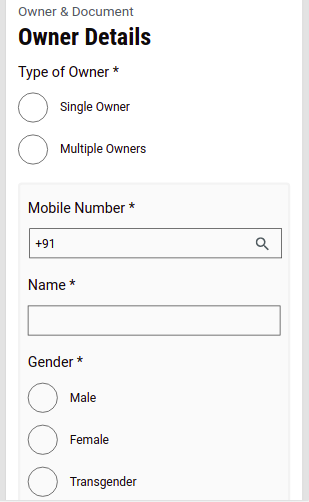 Owner & Document
Owner Details
Type of Owner *
Single Owner
Multiple Owners
Mobile Number *
+91
Name *
Gender *
Male
Female
Transgender